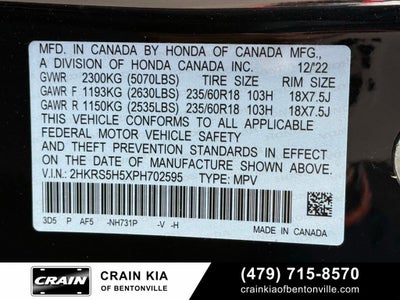 MFD. IN CANADA BY HONDA OF CANADA MFG.,
A DIVISION OF HONDA CANADA INC. 12/'22
GVWR 2300KG (5070LBS) TIRE SIZE RIM SIZE
GAWR F 1193KG (2630LBS) 235/60R18 103H 18X7.5J
GAWR R 1150KG (2535LBS) 235/60R18 103H 18X7.5J
THIS VEHICLE CONFORMS TO ALL APPLICABLE
FEDERAL MOTOR VEHICLE SAFETY, BUMPER,
AND THEFT PREVENTION STANDARDS IN EFFECT
ON THE DATE OF MANUFACTURE SHOWN ABOVE.
V.I.N.: 2HKRS5H5XPH702595 TYPE: MPV
3D5 P AF5 -NH731P -V -H
MADE IN CANADA
CRAIN
CRAIN KIA
OF BENTONVILLE
(479) 715-8570
crainkiaofbentonville.com